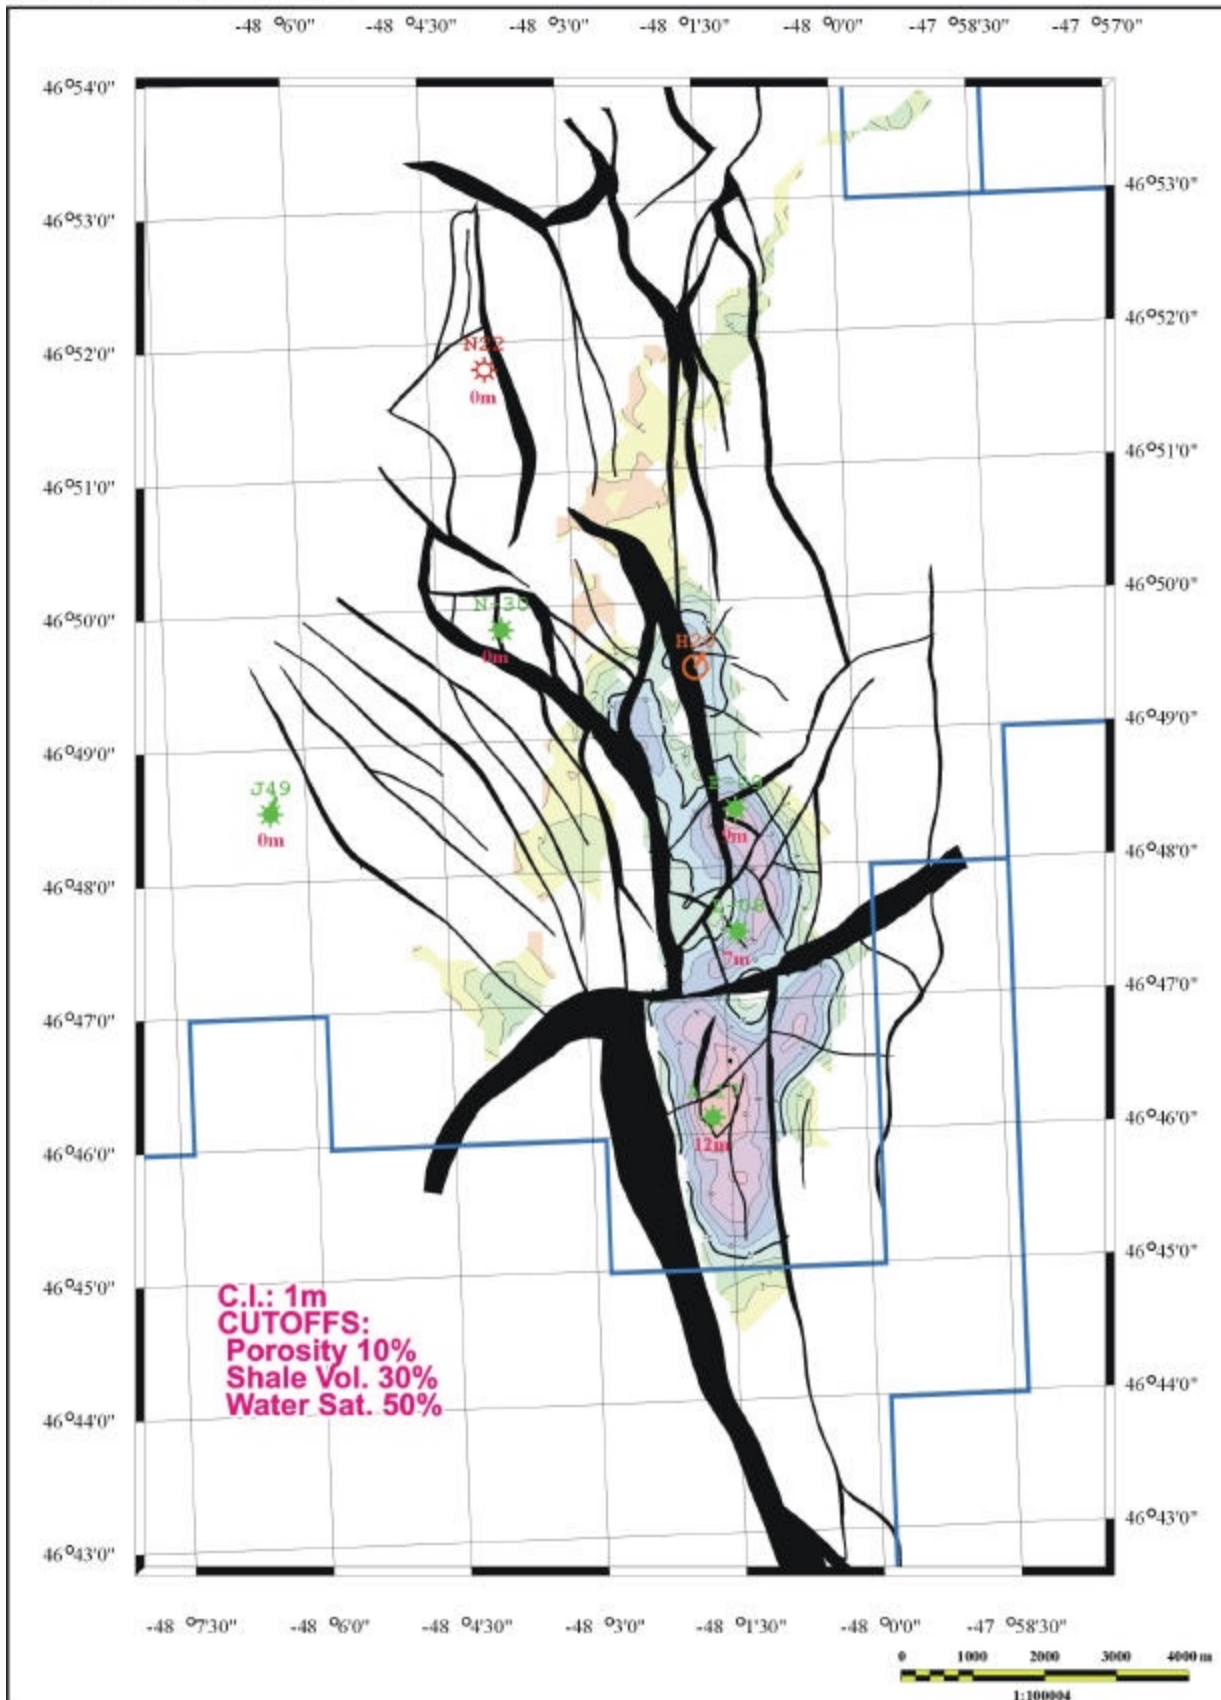 -48 °6'0" -48 °4'30" -48 °3'0" -48 °1'30" -48 °0'0" -47 °58'30" -47 °57'0"
46°54'0"
46°53'0"
46°53'0"
46°52'0"
46°52'0"
N22
0m
46°51'0"
46°51'0"
46°50'0"
46°50'0"
N-30
0m
46°49'0"
46°49'0"
J49
0m
9m
46°48'0"
46°48'0"
7m
46°47'0"
46°47'0"
46°46'0"
12m
46°46'0"
46°45'0"
46°45'0"
C.I.: 1m
CUTOFFS:
Porosity 10%
Shale Vol. 30%
Water Sat. 50%
46°44'0"
46°44'0"
46°43'0"
46°43'0"
-48 °7'30" -48 °6'0" -48 °4'30" -48 °3'0" -48 °1'30" -48 °0'0" -47 °58'30"
0 1000 2000 3000 4000 m
1:100004